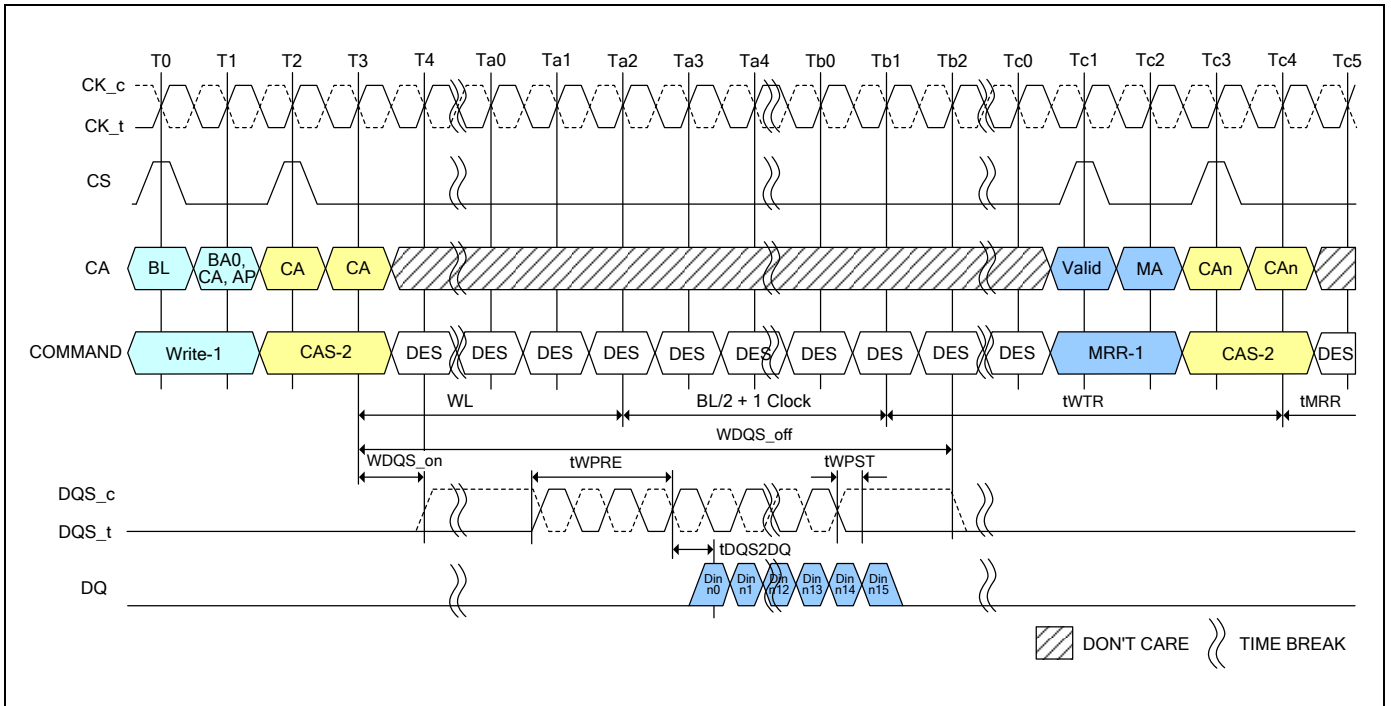 T0 T1 T2 T3 T4 Ta0 Ta1 Ta2 Ta3 Ta4 Tb0 Tb1 Tb2 Tc0 Tc1 Tc2 Tc3 Tc4 Tc5
CK_c
CK_t
CS
CA BL BA0, CA, AP CA CA Valid MA CAn CAn
COMMAND Write-1 CAS-2 DES DES DES DES DES DES DES DES DES DES MRR-1 CAS-2 DES
WL BL/2 + 1 Clock tWTR tMRR
WDQS_off
WDQS_on tWPRE tWPST
DQS_c
DQS_t
tDQS2DQ
DQ Din n0 Din n1 Din n12 Din n13 Din n14 Din n15
DON'T CARE TIME BREAK